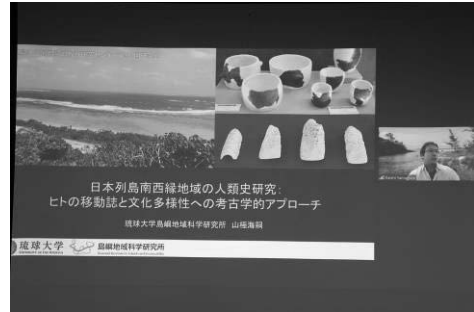 日本列島南西縁地域の人類史研究:
ヒトの移動誌と文化多様性への考古学的アプローチ
琉球大学島嶼地域科学研究所 山極海嗣
琉球大学
島嶼地域科学研究所